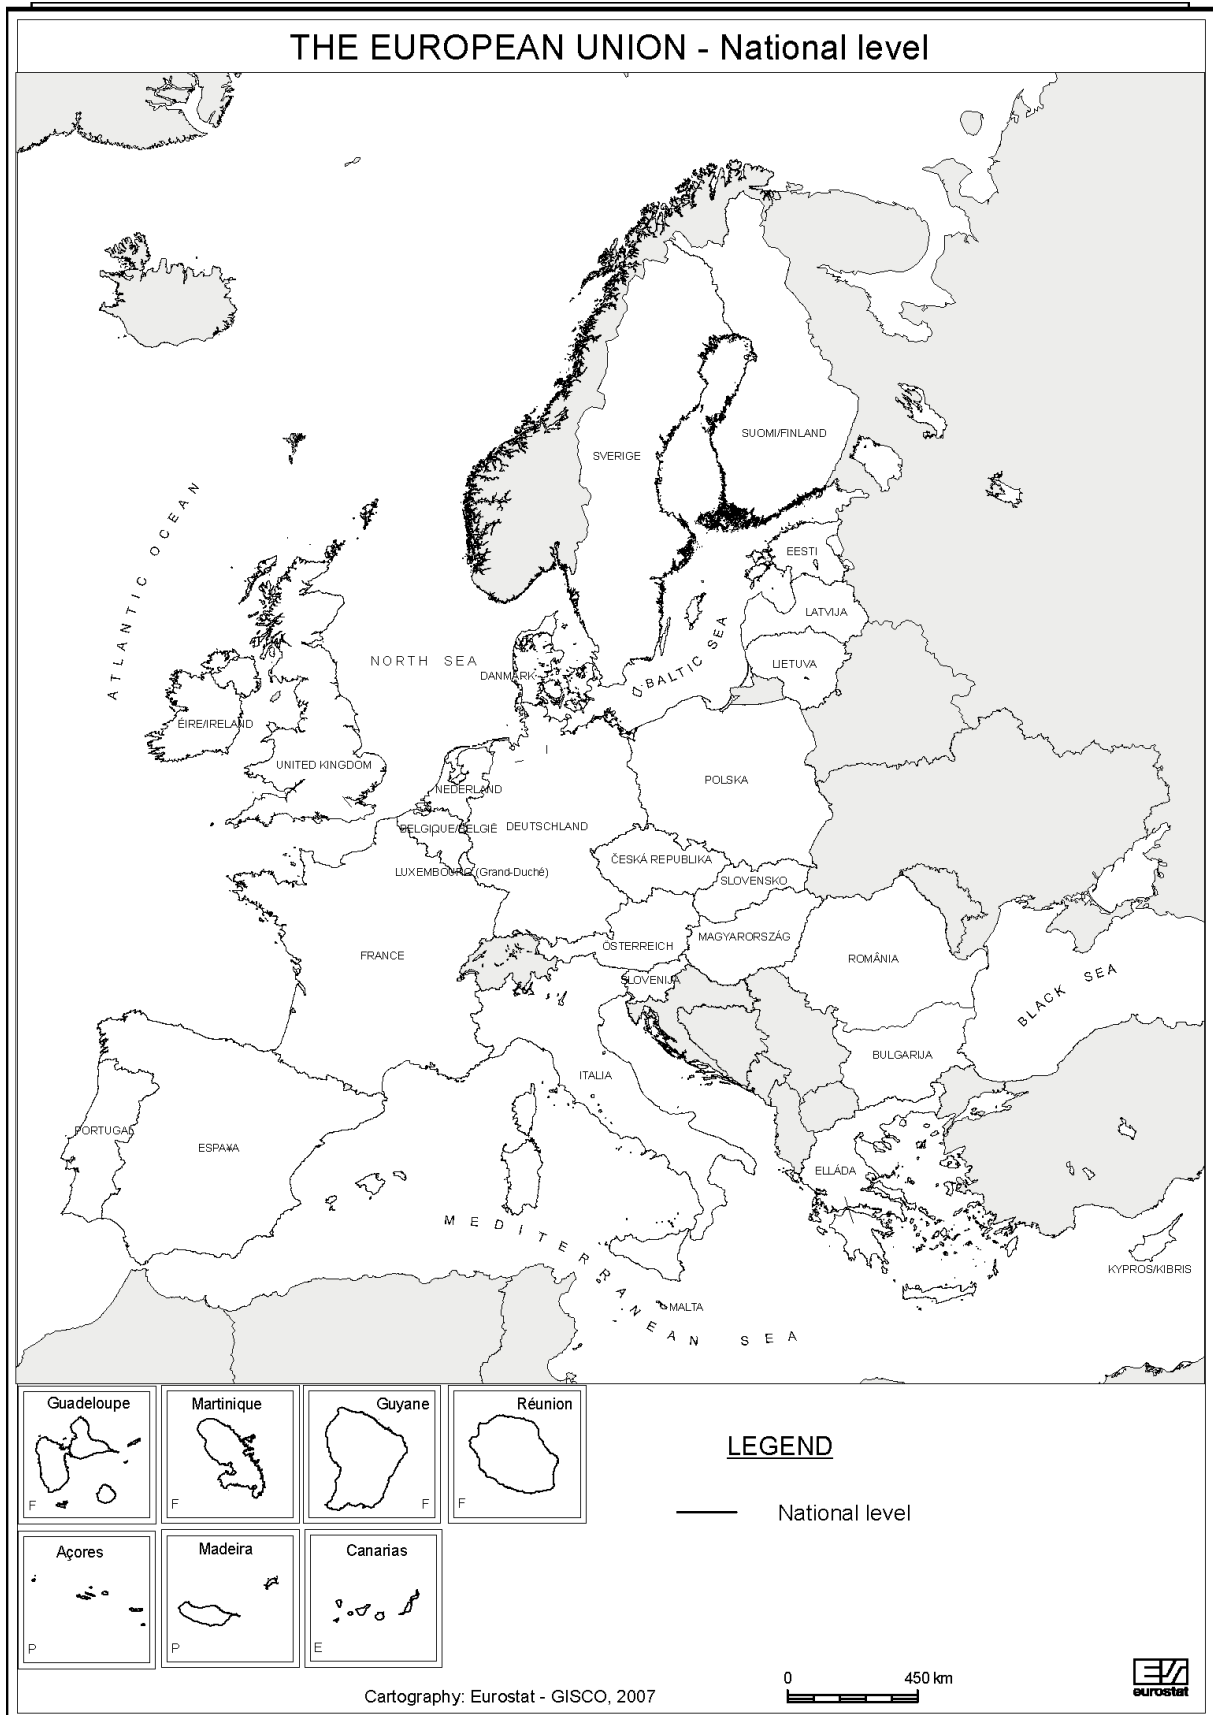 THE EUROPEAN UNION - National level
SUOMI/FINLAND
SVERIGE
ATLANTIC OCEAN
EESTI
LATVIJA
NORTH SEA
BALTIC SEA
LIETUVA
DANMARK
ÉIRE/IRELAND
UNITED KINGDOM
POLSKA
NEDERLAND
BELGIQUE/BELGIË
DEUTSCHLAND
ČESKÁ REPUBLIKA
LUXEMBOURG (Grand-Duché)
SLOVENSKO
MAGYARORSZÁG
ÖSTERREICH
FRANCE
ROMÂNIA
SLOVENIJA
BLACK SEA
BULGARIJA
ITALIA
PORTUGAL
ESPA¥A
ELLÁDA
MEDITERRANEAN SEA
KYPROS/KIBRIS
MALTA
Guadeloupe
F
Martinique
F
Guyane
F
Réunion
F
LEGEND
National level
Açores
P
Madeira
P
Canarias
E
0 450 km
Cartography: Eurostat - GISCO, 2007
eurostat